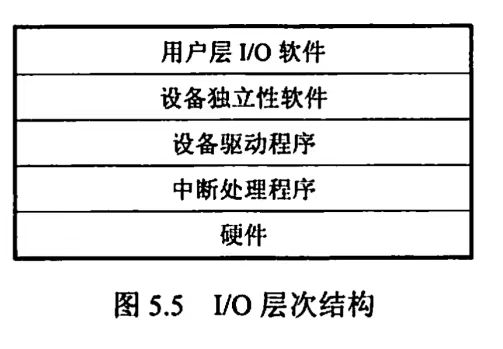 用户层 I/O 软件
设备独立性软件
设备驱动程序
中断处理程序
硬件
图 5.5 I/O 层次结构